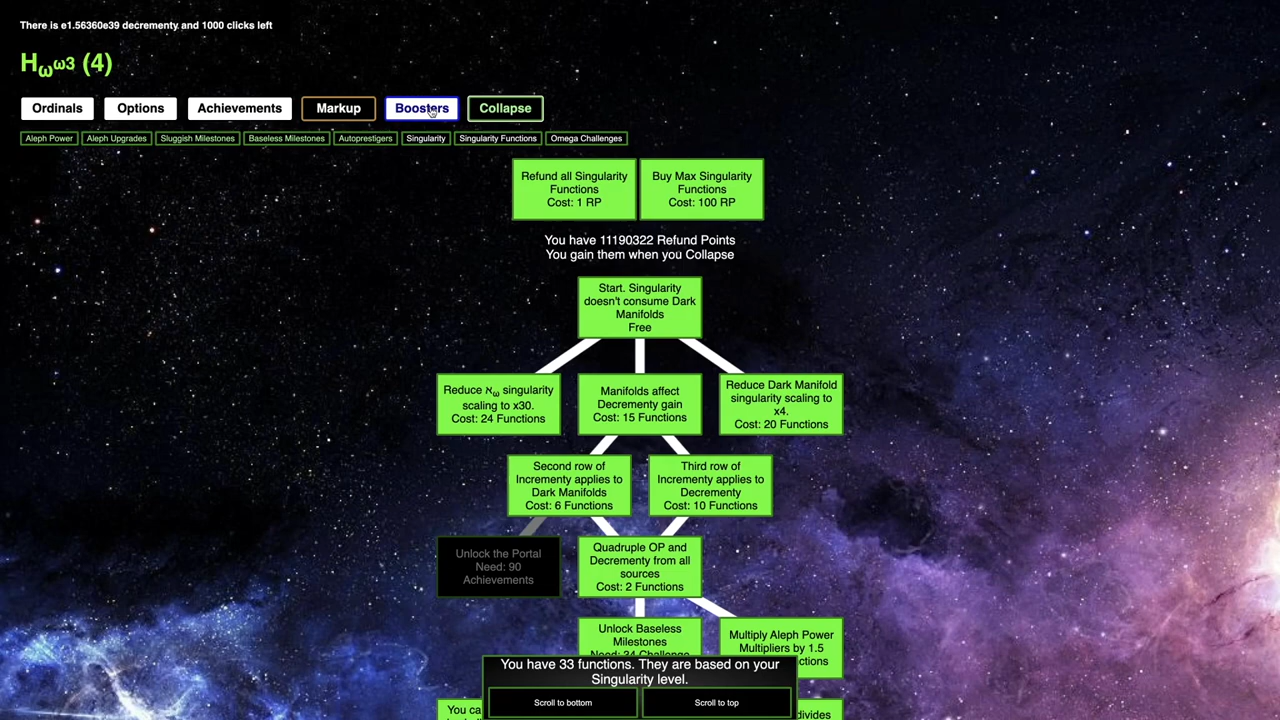 There is e1.56360e39 decrementy and 1000 clicks left
Hωω3 (4)
Ordinals
Options
Achievements
Markup
Boosters
Collapse
Aleph Power
Aleph Upgrades
Sluggish Milestones
Baseless Milestones
Autoprestigers
Singularity
Singularity Functions
Omega Challenges
Refund all Singularity
Functions
Cost: 1 RP
Buy Max Singularity
Functions
Cost: 100 RP
You have 11190322 Refund Points
You gain them when you Collapse
Start. Singularity
doesn't consume Dark
Manifolds
Free
Reduce ℵω singularity
scaling to x30.
Cost: 24 Functions
Manifolds affect
Decrementy gain
Cost: 15 Functions
Reduce Dark Manifold
singularity scaling to
x4.
Cost: 20 Functions
Second row of
Incrementy applies to
Dark Manifolds
Cost: 6 Functions
Third row of
Incrementy applies to
Decrementy
Cost: 10 Functions
Unlock the Portal
Need: 90
Achievements
Quadruple OP and
Decrementy from all
sources
Cost: 2 Functions
Unlock Baseless
Milestones
Multiply Aleph Power
Multipliers by 1.5
You have 33 functions. They are based on your
Singularity level.
Scroll to bottom
Scroll to top
You ca
divides